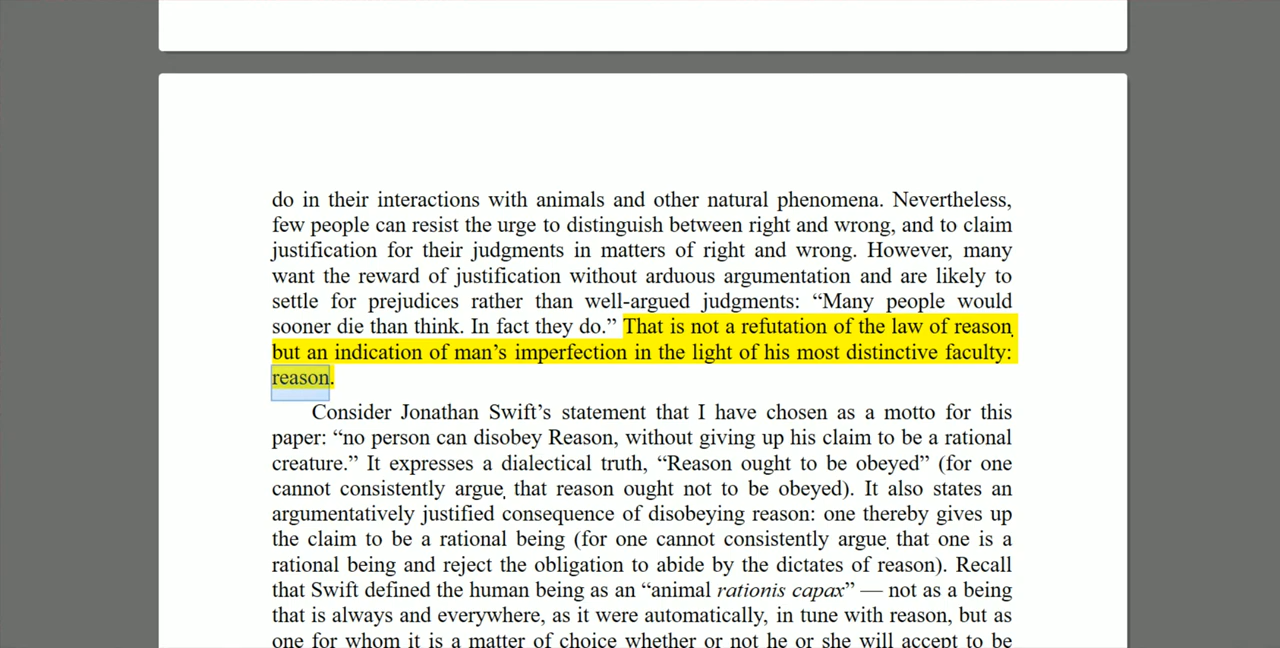 do in their interactions with animals and other natural phenomena. Nevertheless,
few people can resist the urge to distinguish between right and wrong, and to claim
justification for their judgments in matters of right and wrong. However, many
want the reward of justification without arduous argumentation and are likely to
settle for prejudices rather than well-argued judgments: “Many people would
sooner die than think. In fact they do.” That is not a refutation of the law of reason,
but an indication of man’s imperfection in the light of his most distinctive faculty:
reason.
Consider Jonathan Swift’s statement that I have chosen as a motto for this
paper: “no person can disobey Reason, without giving up his claim to be a rational
creature.” It expresses a dialectical truth, “Reason ought to be obeyed” (for one
cannot consistently argue, that reason ought not to be obeyed). It also states an
argumentatively justified consequence of disobeying reason: one thereby gives up
the claim to be a rational being (for one cannot consistently argue, that one is a
rational being and reject the obligation to abide by the dictates of reason). Recall
that Swift defined the human being as an “animal rationis capax” — not as a being
that is always and everywhere, as it were automatically, in tune with reason, but as
one for whom it is a matter of choice whether or not he or she will accept to be